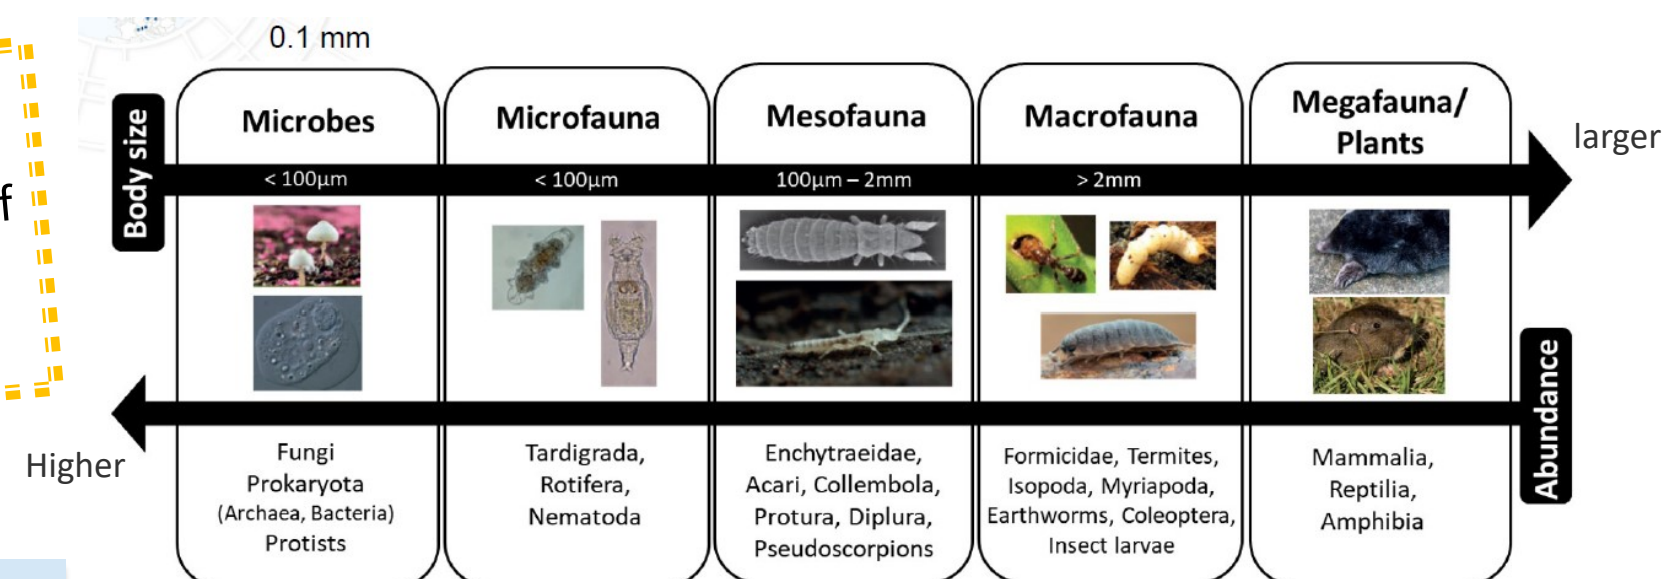 0.1 mm
Microbes
Microfauna
Mesofauna
Macrofauna
Megafauna/
Plants
Body size
larger
< 100µm
< 100µm
100µm – 2mm
> 2mm
f
Abundance
Higher
Fungi
Prokaryota
(Archaea, Bacteria)
Protists
Tardigrada,
Rotifera,
Nematoda
Enchytraeidae,
Acari, Collembola,
Protura, Diplura,
Pseudoscorpions
Formicidae, Termites,
Isopoda, Myriapoda,
Earthworms, Coleoptera,
Insect larvae
Mammalia,
Reptilia,
Amphibia